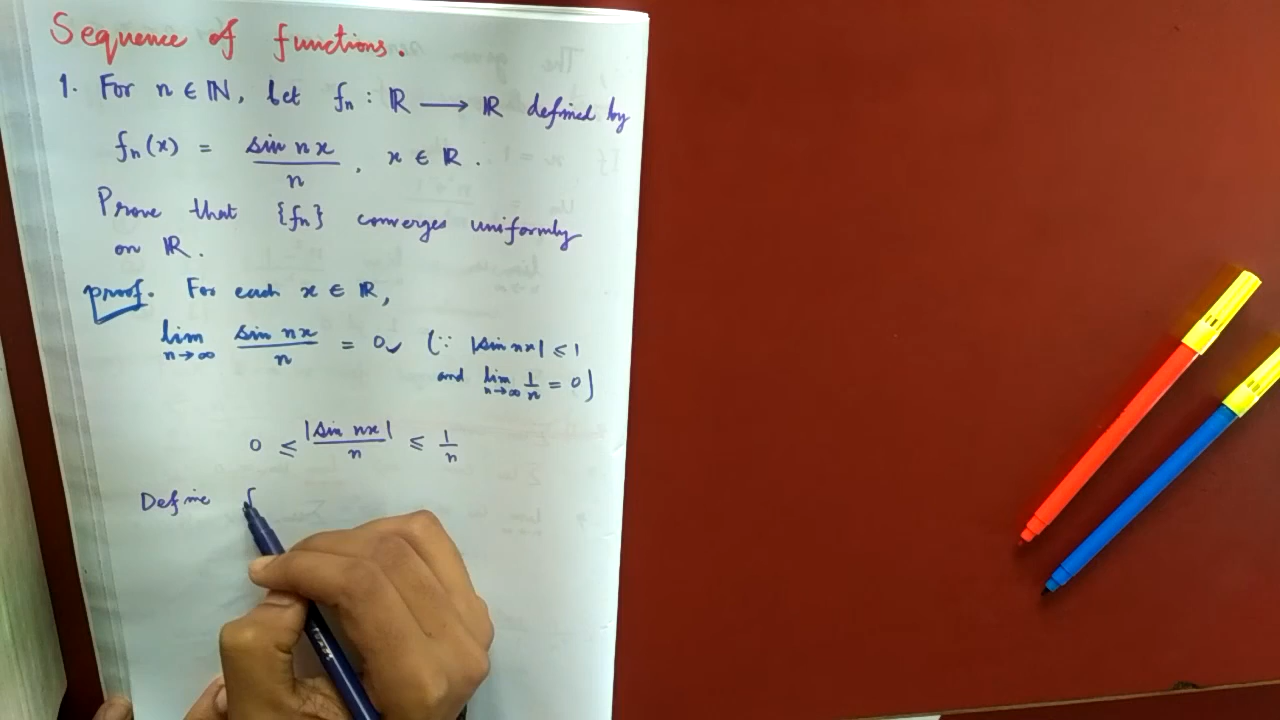 Sequence of functions.
1. For n ∈ ℕ, let fₙ : ℝ ⟶ ℝ defined by
fₙ(x) = sin nx / n , x ∈ ℝ.
Prove that {fₙ} converges uniformly
on ℝ.
proof. For each x ∈ ℝ,
lim n→∞ sin nx / n = 0 (∵ |sin nx| ≤ 1
and lim n→∞ 1/n = 0)
0 ≤ |sin nx| / n ≤ 1/n
Define f